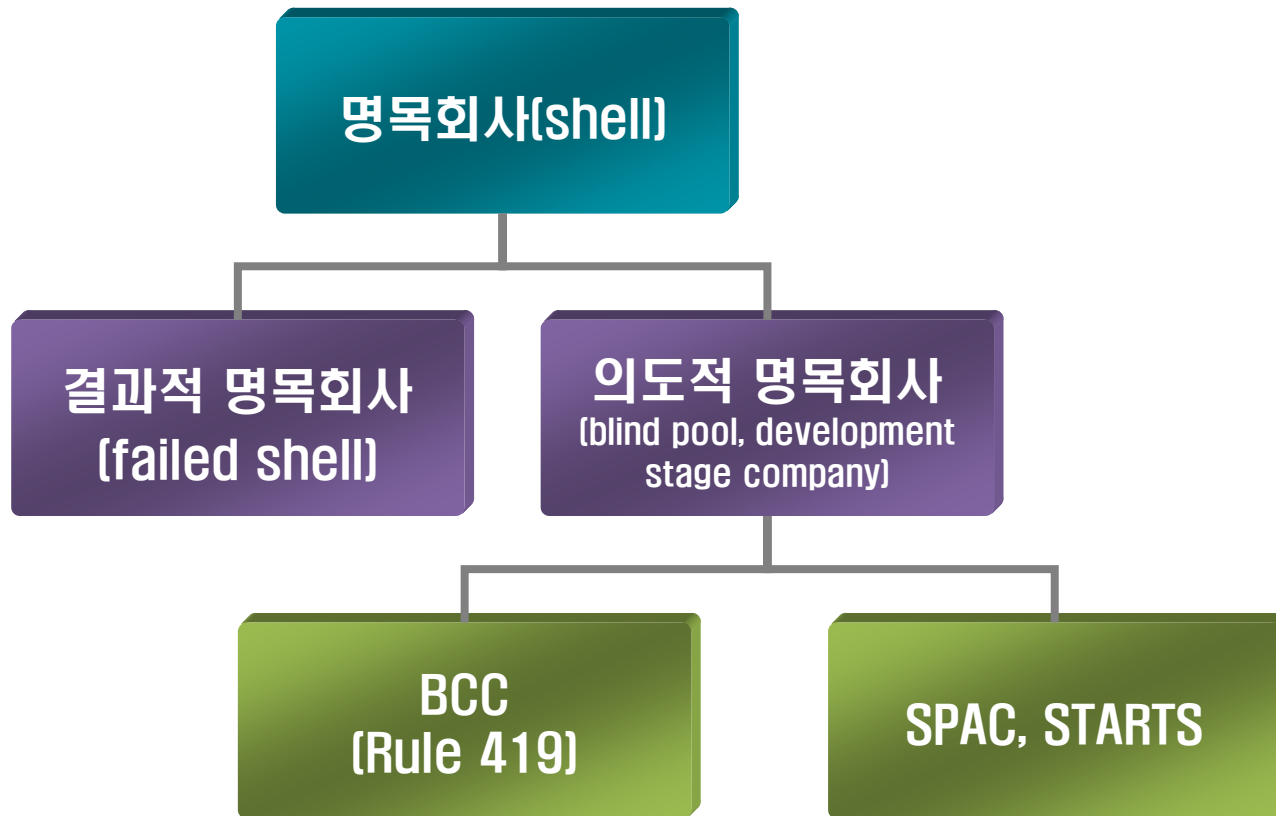 명목회사(shell)
결과적 명목회사
(failed shell)
의도적 명목회사
(blind pool, development
stage company)
BCC
(Rule 419)
SPAC, STARTS